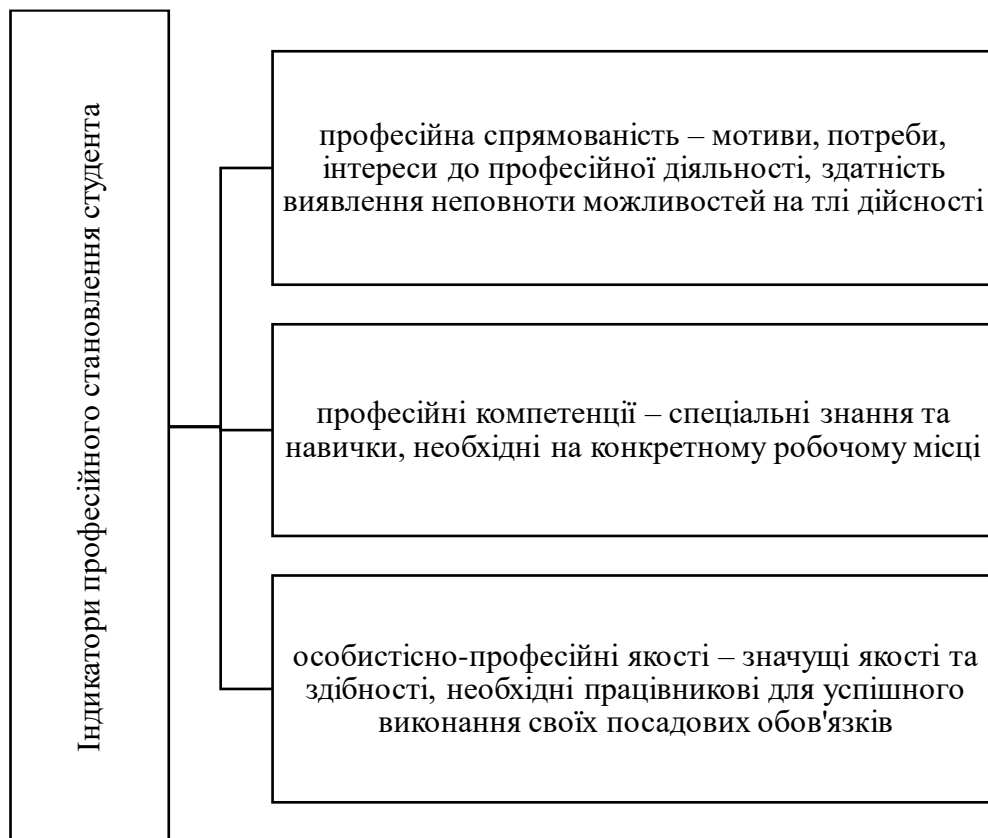 Індикатори професійного становлення студента
професійна спрямованість – мотиви, потреби,
інтереси до професійної діяльності, здатність
виявлення неповноти можливостей на тлі дійсності
професійні компетенції – спеціальні знання та
навички, необхідні на конкретному робочому місці
особистісно-професійні якості – значущі якості та
здібності, необхідні працівникові для успішного
виконання своїх посадових обов'язків